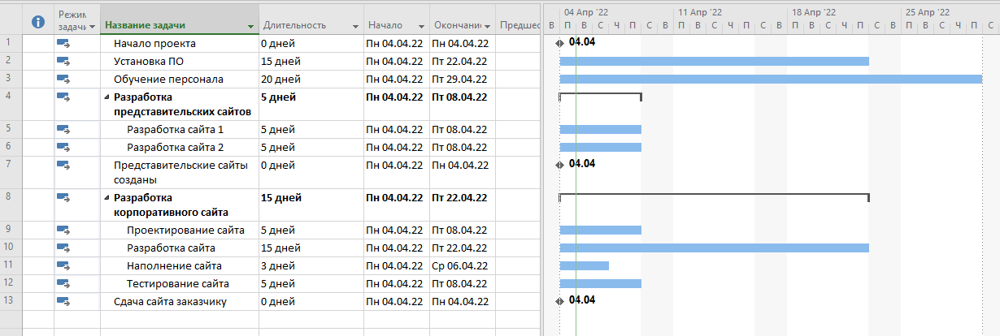 Режим задачи Название задачи Длительность Начало Окончание Предшес
04 Апр '22 11 Апр '22 18 Апр '22 25 Апр '22
В П В С Ч П С В П В С Ч П С В П В С Ч П С В П В С Ч П С
1 Начало проекта 0 дней Пн 04.04.22 Пн 04.04.22 04.04
2 Установка ПО 15 дней Пн 04.04.22 Пт 22.04.22
3 Обучение персонала 20 дней Пн 04.04.22 Пт 29.04.22
4 Разработка 5 дней Пн 04.04.22 Пт 08.04.22
представительских сайтов
5 Разработка сайта 1 5 дней Пн 04.04.22 Пт 08.04.22
6 Разработка сайта 2 5 дней Пн 04.04.22 Пт 08.04.22
7 Представительские сайты 0 дней Пн 04.04.22 Пн 04.04.22 04.04
созданы
8 Разработка 15 дней Пн 04.04.22 Пт 22.04.22
корпоративного сайта
9 Проектирование сайта 5 дней Пн 04.04.22 Пт 08.04.22
10 Разработка сайта 15 дней Пн 04.04.22 Пт 22.04.22
11 Наполнение сайта 3 дней Пн 04.04.22 Ср 06.04.22
12 Тестирование сайта 5 дней Пн 04.04.22 Пт 08.04.22
13 Сдача сайта заказчику 0 дней Пн 04.04.22 Пн 04.04.22 04.04